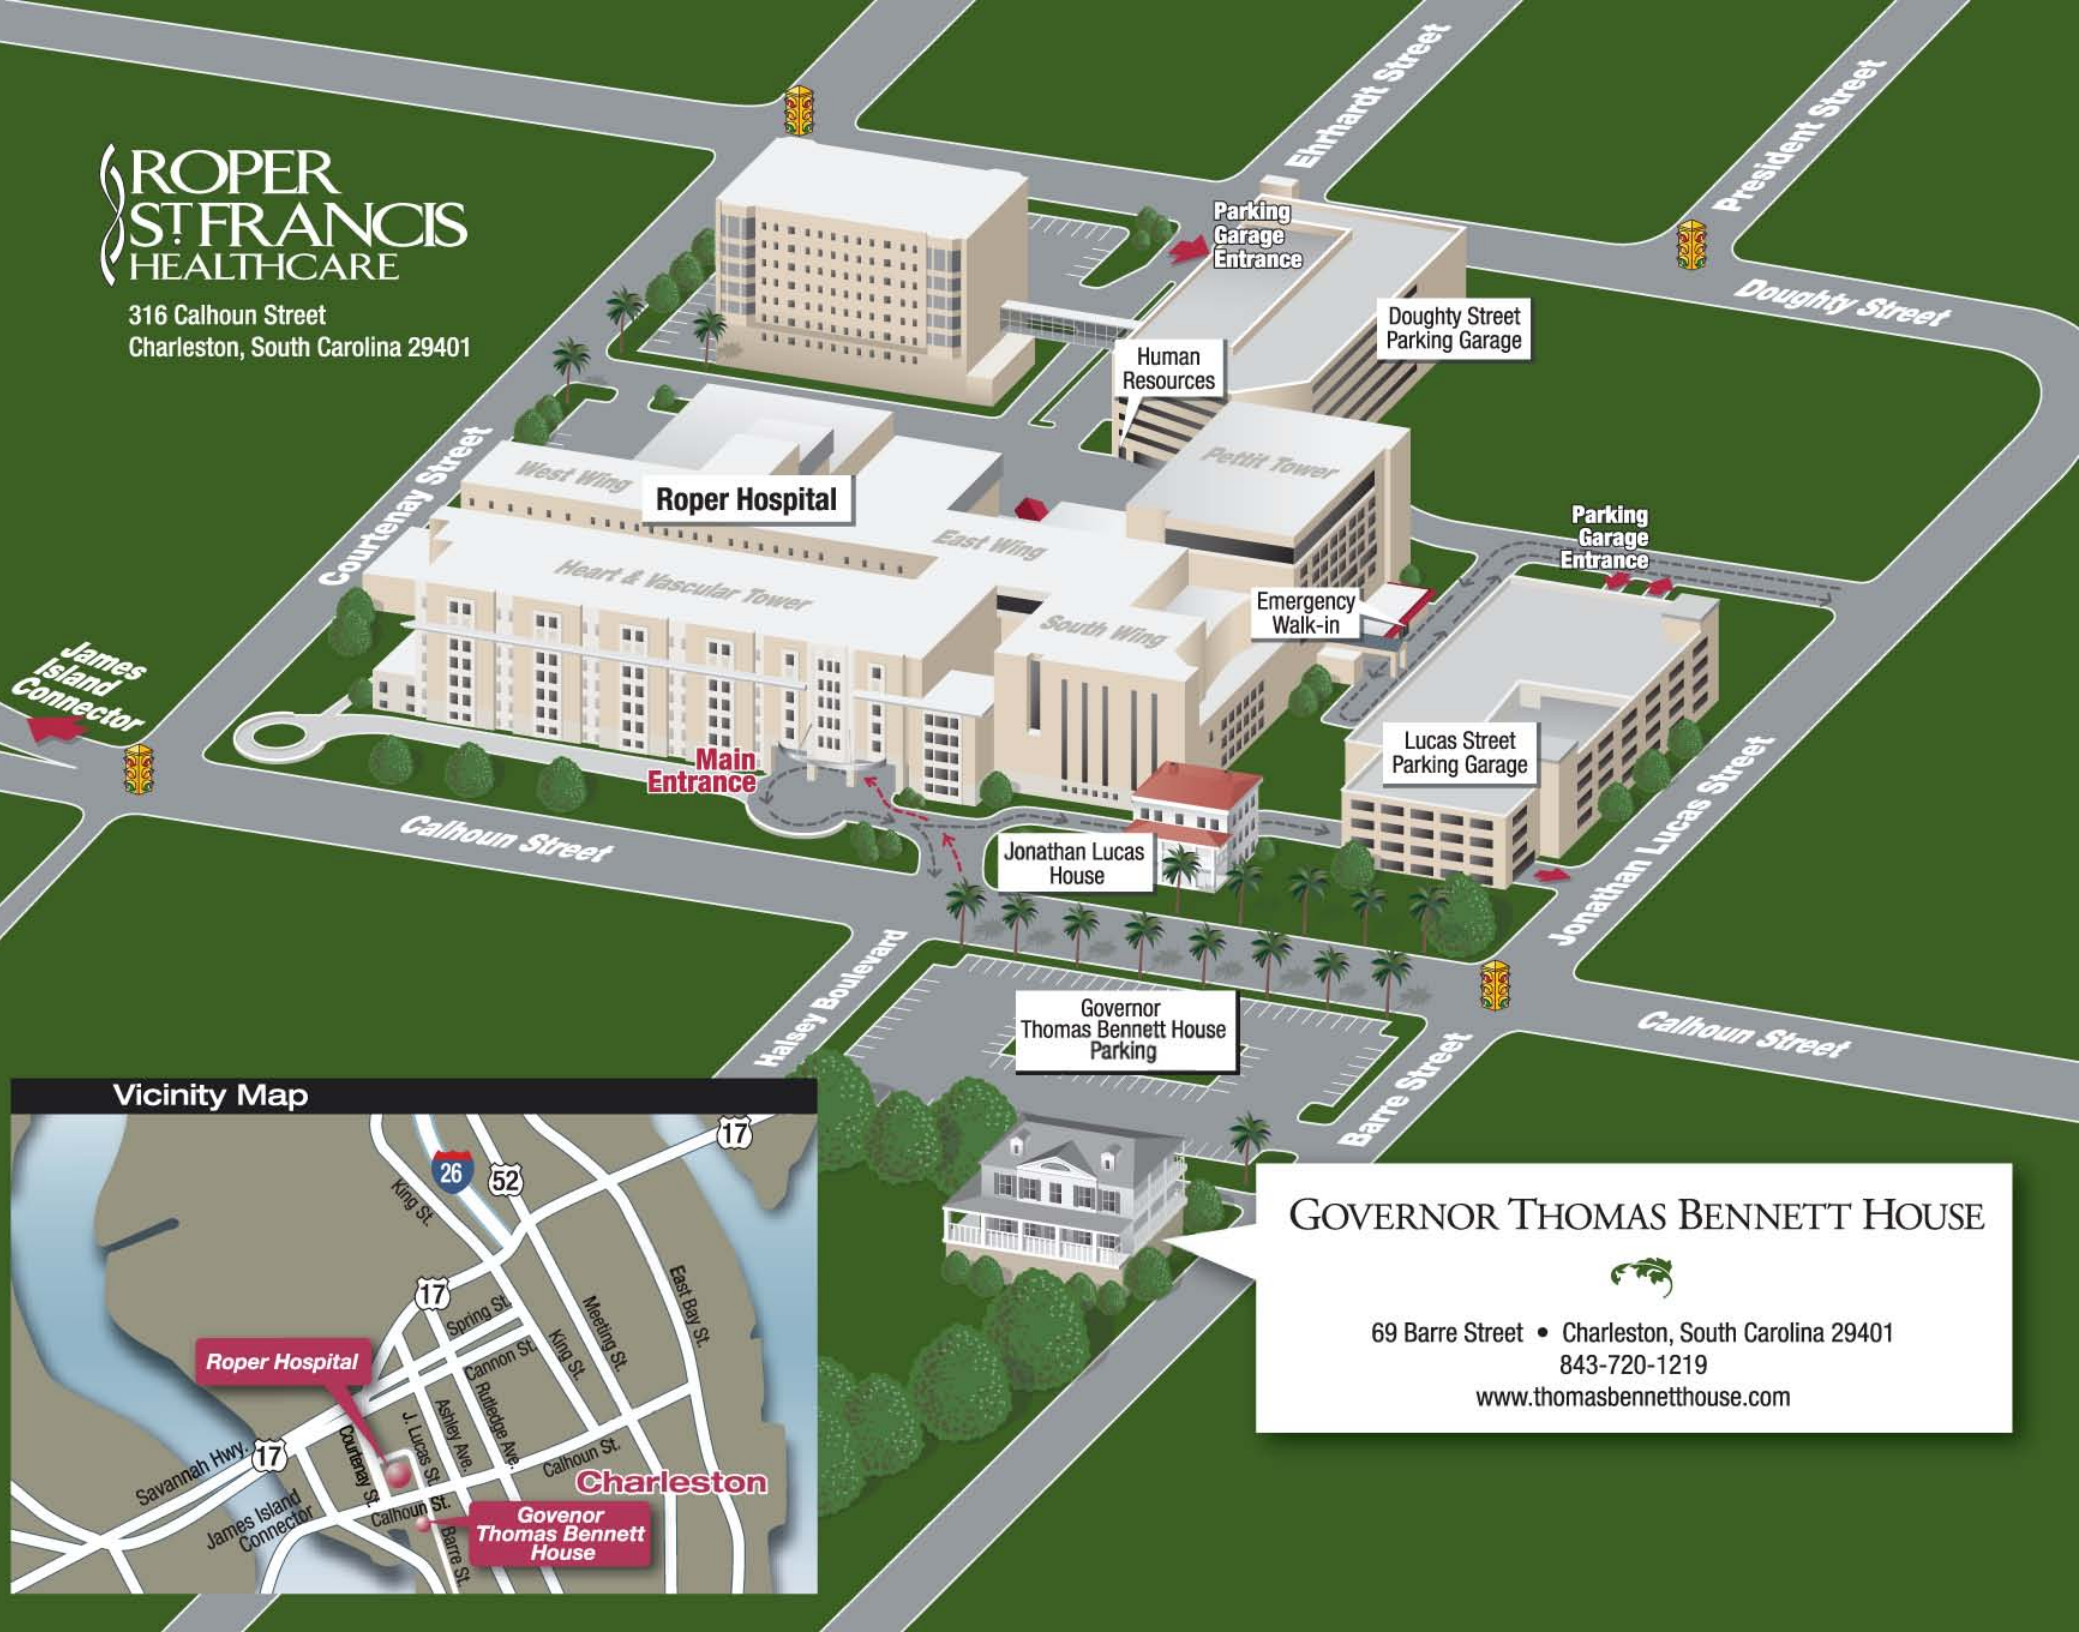 ROPER
ST. FRANCIS
HEALTHCARE
316 Calhoun Street
Charleston, South Carolina 29401
Ehrhardt Street
President Street
Parking
Garage
Entrance
Doughty Street
Doughty Street
Parking Garage
Human
Resources
Courtenay Street
West Wing
Roper Hospital
Pettit Tower
East Wing
Heart & Vascular Tower
South Wing
Parking
Garage
Entrance
Emergency
Walk-in
James
Island
Connector
Main
Entrance
Lucas Street
Parking Garage
Jonathan Lucas Street
Calhoun Street
Jonathan Lucas
House
Halsey Boulevard
Governor
Thomas Bennett House
Parking
Calhoun Street
Barre Street
GOVERNOR THOMAS BENNETT HOUSE
69 Barre Street • Charleston, South Carolina 29401
843-720-1219
www.thomasbennetthouse.com
Vicinity Map
17
26
52
King St.
17
Spring St.
East Bay St.
Meeting St.
King St.
Cannon St.
Roper Hospital
Rutledge Ave.
Ashley Ave.
J. Lucas St.
Courtenay St.
Savannah Hwy.
17
Calhoun St.
Charleston
James Island
Connector
Calhoun St.
Govenor
Thomas Bennett
House
Barre St.